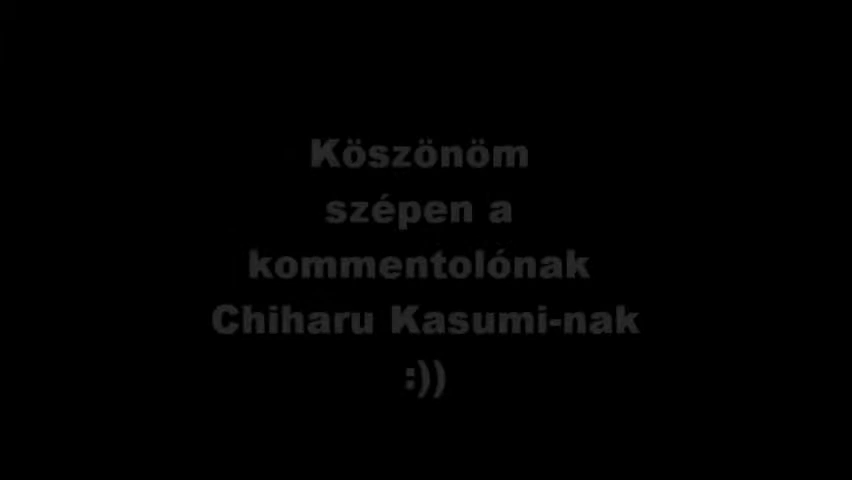 Köszönöm
szépen a
kommentolónak
Chiharu Kasumi-nak
:))